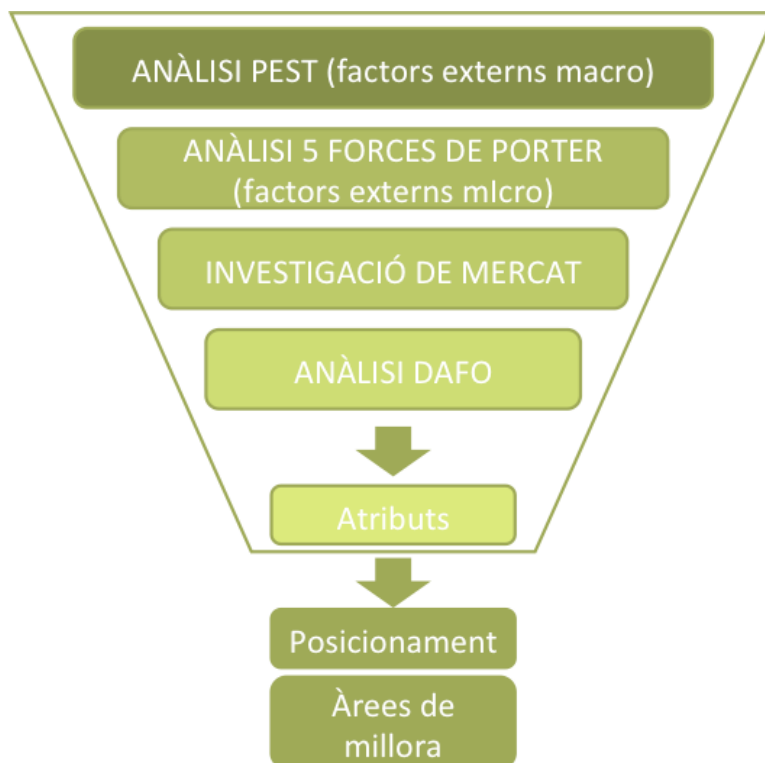 ANÀLISI PEST (factors externs macro)
ANÀLISI 5 FORCES DE PORTER
(factors externs mIcro)
INVESTIGACIÓ DE MERCAT
ANÀLISI DAFO
Atributs
Posicionament
Àrees de
millora